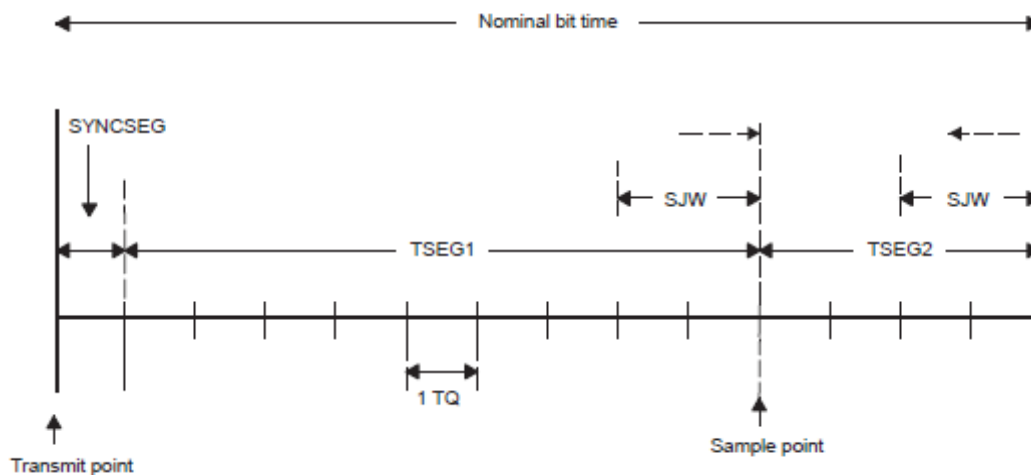 Nominal bit time
SYNCSEG
SJW
SJW
TSEG1
TSEG2
1 TQ
Transmit point
Sample point